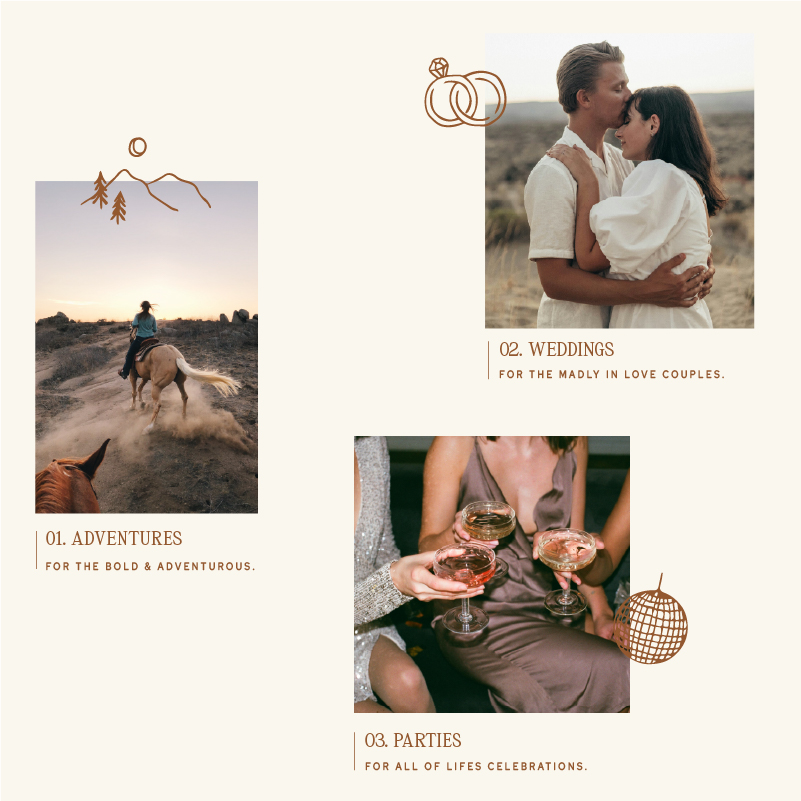 01. ADVENTURES
FOR THE BOLD & ADVENTUROUS.
02. WEDDINGS
FOR THE MADLY IN LOVE COUPLES.
03. PARTIES
FOR ALL OF LIFES CELEBRATIONS.